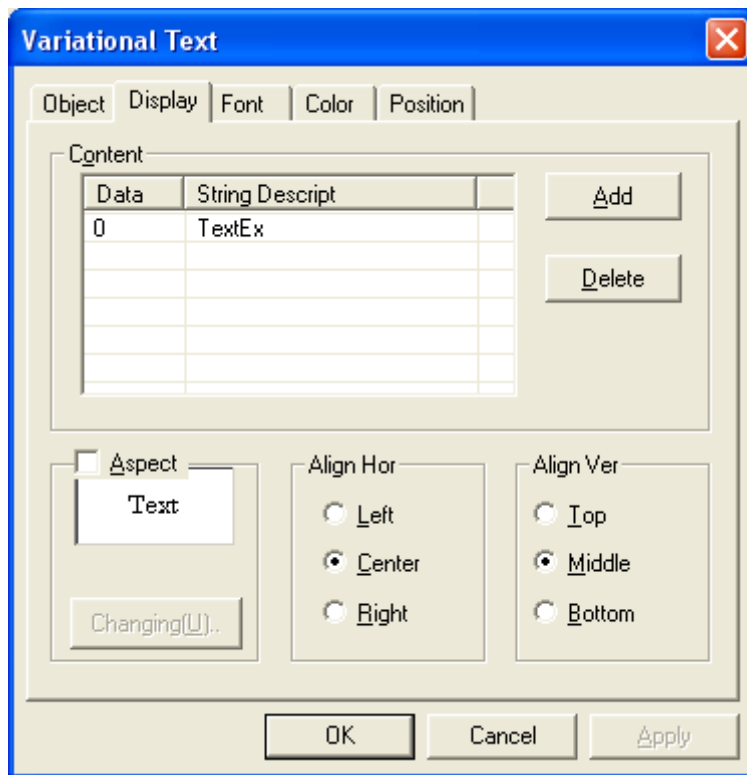 Variational Text
Object Display Font Color Position
Content
Data String Descript
Add
0 TextEx
Delete
Aspect
Text
Changing(U)..
Align Hor
Left
Center
Right
Align Ver
Top
Middle
Bottom
OK Cancel Apply